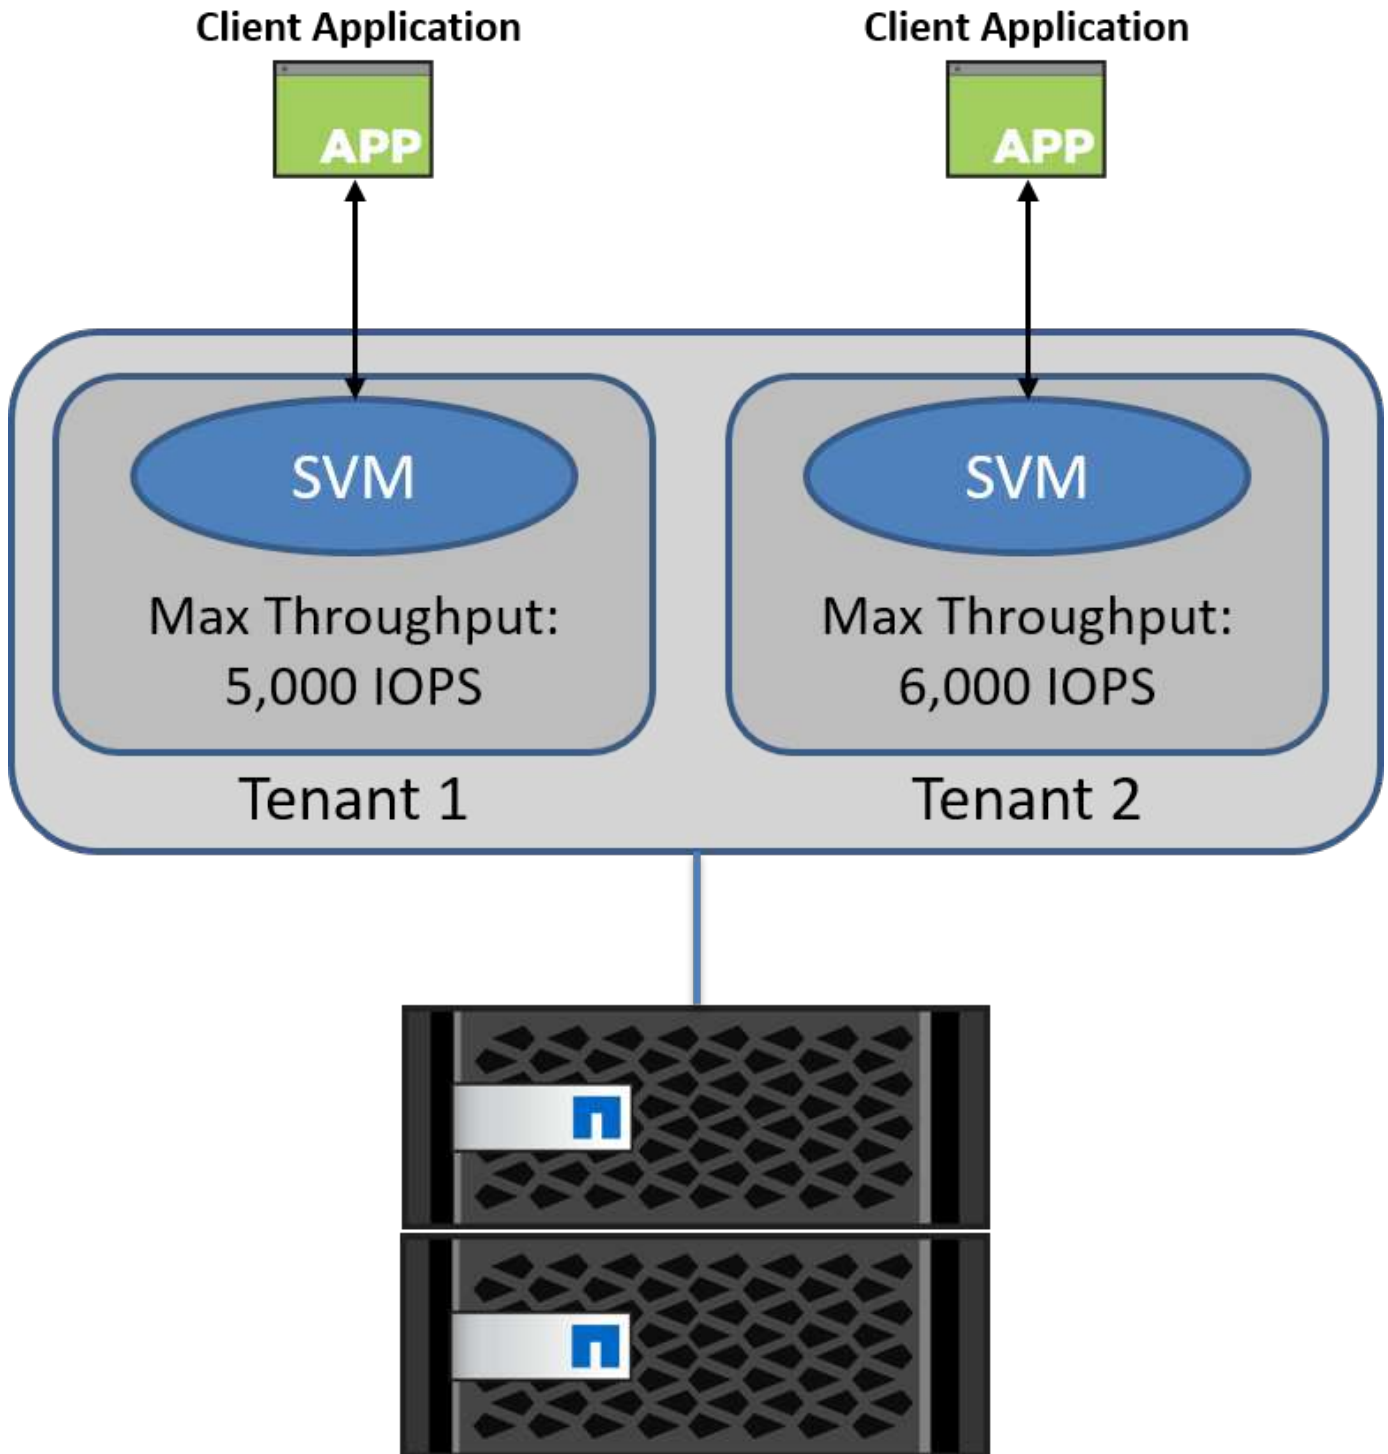 Client Application
Client Application
APP
APP
SVM
SVM
Max Throughput:
5,000 IOPS
Max Throughput:
6,000 IOPS
Tenant 1
Tenant 2